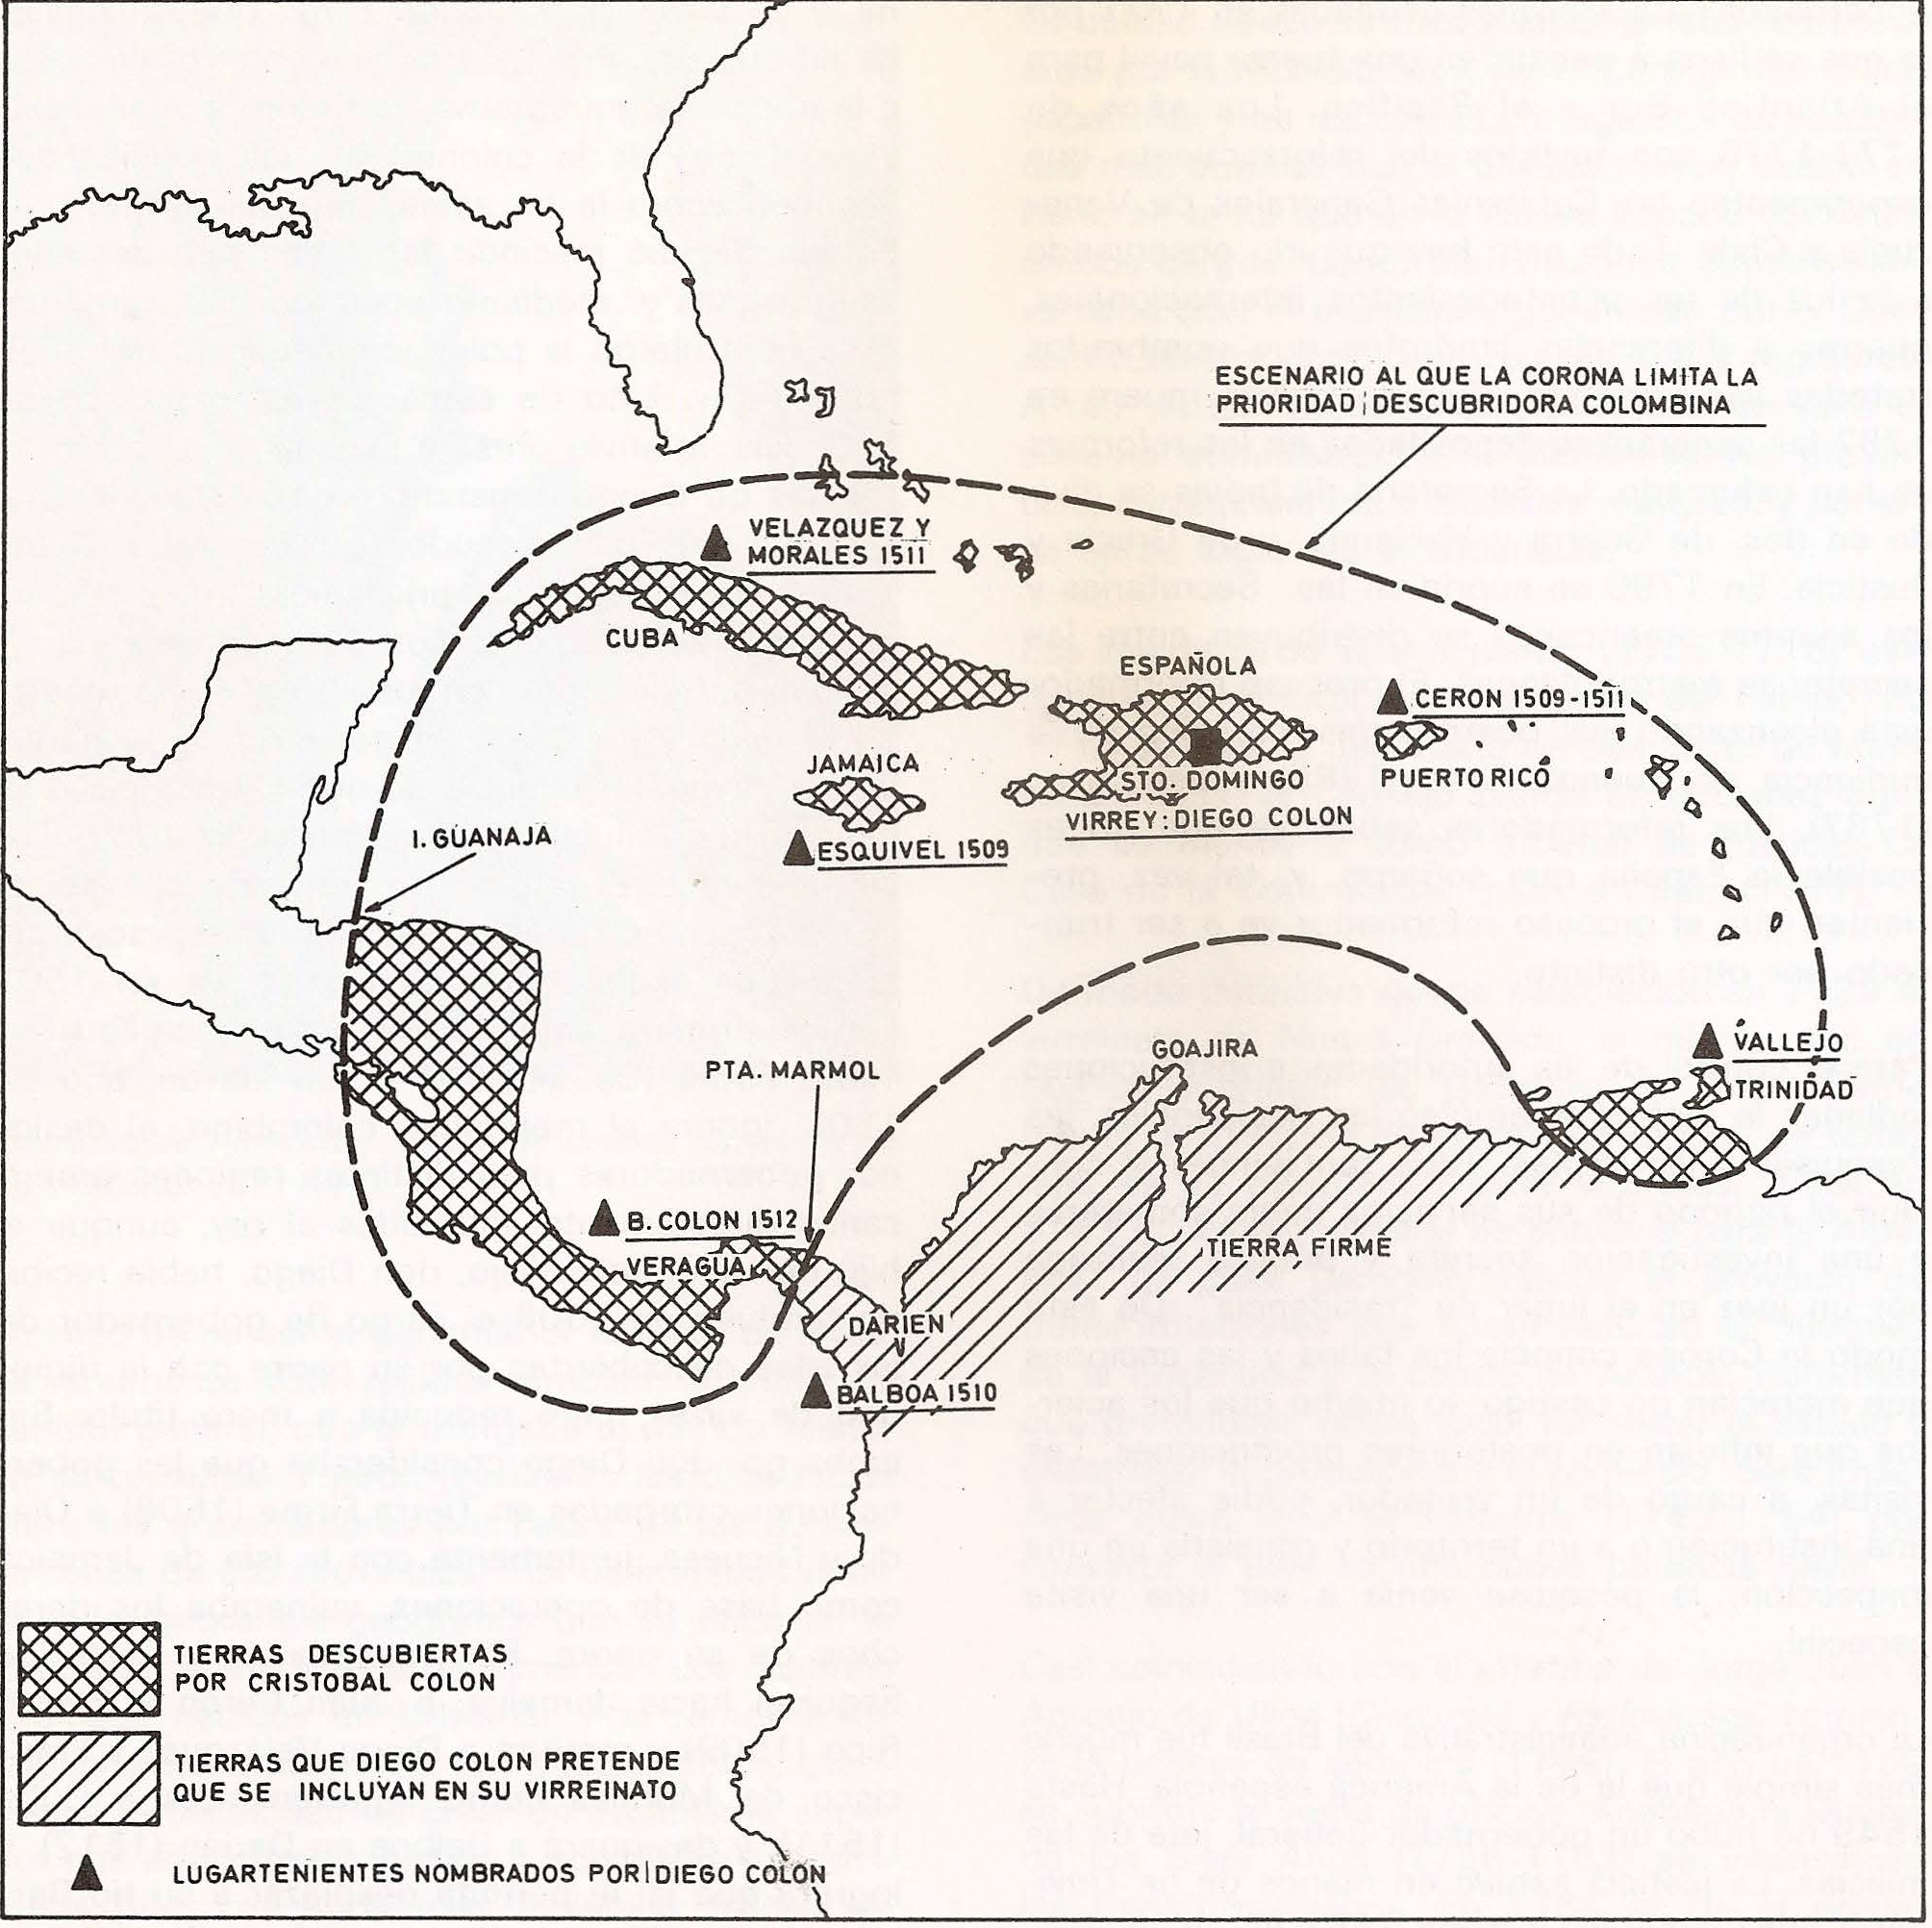 ESCENARIO AL QUE LA CORONA LIMITA LA
PRIORIDAD DESCUBRIDORA COLOMBINA
VELAZQUEZ Y
MORALES 1511
CUBA
ESPAÑOLA
CERON 1509-1511
JAMAICA
STO. DOMINGO
PUERTO RICO
VIRREY: DIEGO COLON
I. GUANAJA
ESQUIVEL 1509
GOAJIRA
VALLEJO
PTA. MARMOL
TRINIDAD
B. COLON 1512
VERAGUA
TIERRA FIRME
DARIEN
BALBOA 1510
TIERRAS DESCUBIERTAS
POR CRISTOBAL COLON
TIERRAS QUE DIEGO COLON PRETENDE
QUE SE INCLUYAN EN SU VIRREINATO
LUGARTENIENTES NOMBRADOS POR DIEGO COLON